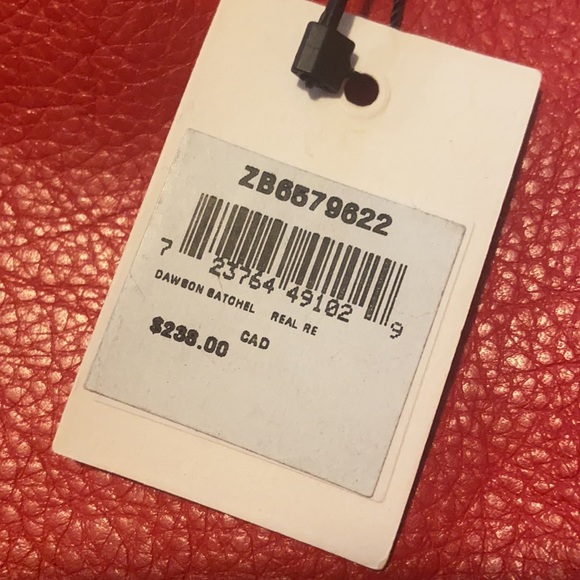 ZB6579622
7 23764 49102 9
DAWSON SATCHEL REAL RE
$238.00 CAD